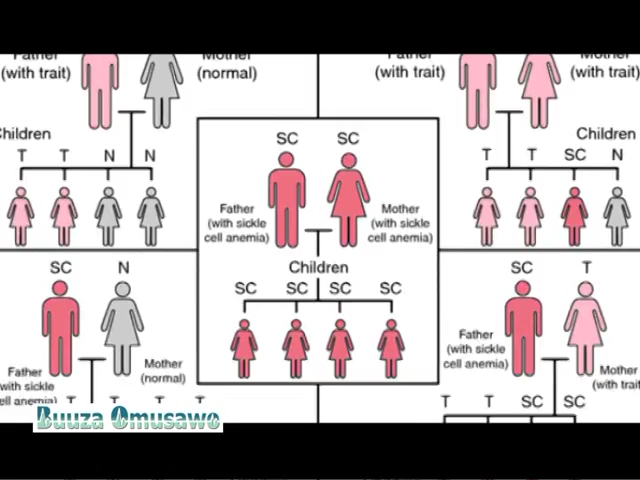 Father
(with trait)
Mother
(normal)
Children
T T N N
Father
(with trait)
Mother
(with trait)
Children
T T SC N
SC SC
Father
(with sickle
cell anemia)
Mother
(with sickle
cell anemia)
Children
SC SC SC SC
SC N
Father
(with sickle
cell anemia)
Mother
(normal)
T T T T
SC T
Father
(with sickle
cell anemia)
Mother
(with trait
T T SC SC
Buuza Omusawo